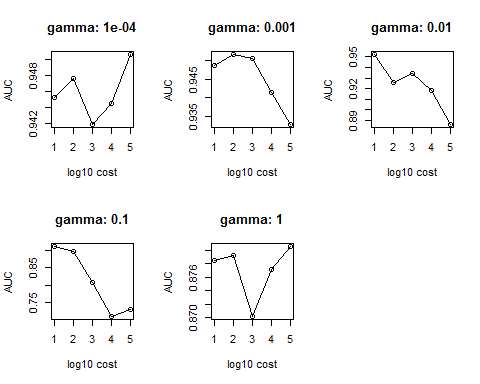 gamma: 1e-04
AUC
0.948
0.942
1 2 3 4 5
log10 cost
gamma: 0.001
AUC
0.945
0.935
1 2 3 4 5
log10 cost
gamma: 0.01
AUC
0.95
0.92
0.89
1 2 3 4 5
log10 cost
gamma: 0.1
AUC
0.85
0.75
1 2 3 4 5
log10 cost
gamma: 1
AUC
0.876
0.870
1 2 3 4 5
log10 cost